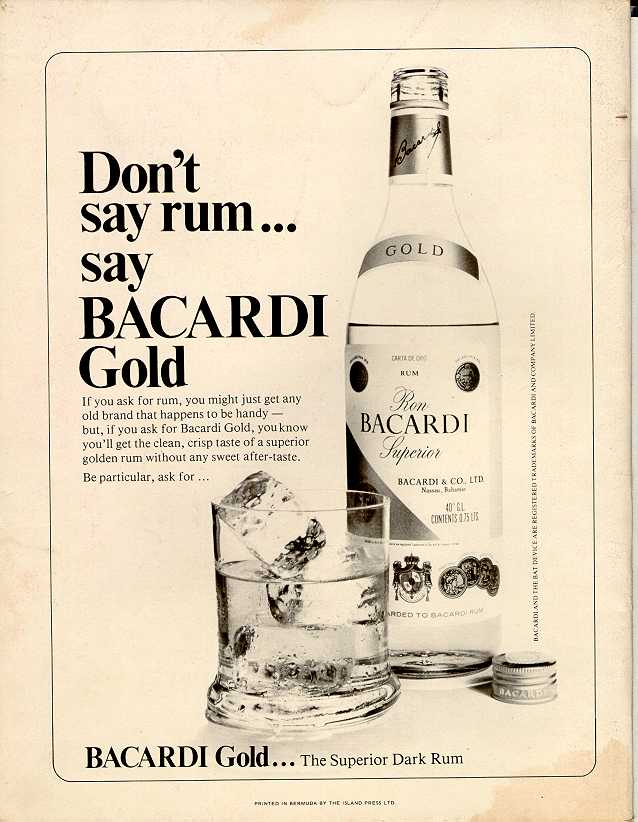 Don't
say rum...
say
BACARDI
Gold
If you ask for rum, you might just get any
old brand that happens to be handy —
but, if you ask for Bacardi Gold, you know
you'll get the clean, crisp taste of a superior
golden rum without any sweet after-taste.
Be particular, ask for ...
Bacardi
GOLD
CARTA DE ORO
RUM
Ron
BACARDI
Superior
BACARDI & CO., LTD.
Nassau, Bahamas
40° G.L.
CONTENTS 0.75 LTS
ARDED TO BACARDI RUM
BACARDI
BACARDI AND THE BAT DEVICE ARE REGISTERED TRADEMARKS OF BACARDI AND COMPANY LIMITED.
BACARDI Gold... The Superior Dark Rum
PRINTED IN BERMUDA BY THE ISLAND PRESS LTD.